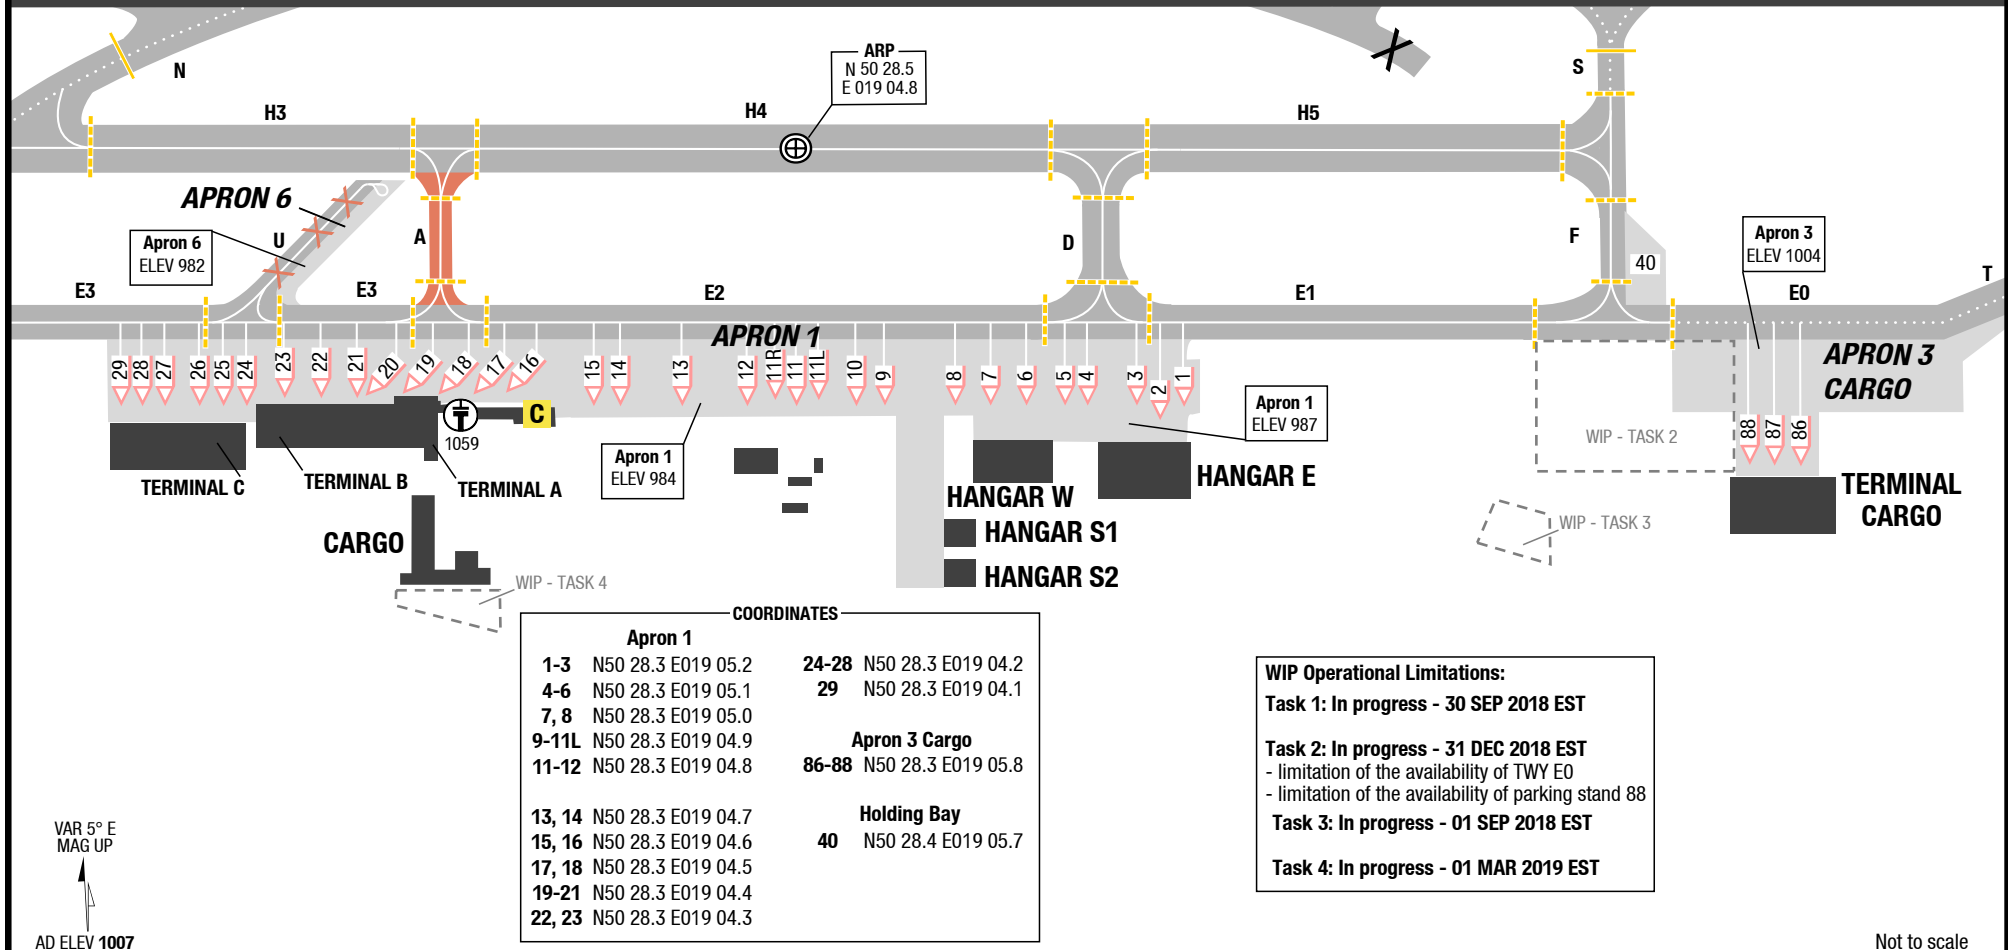 ARP
N 50 28.5
E 019 04.8
N
S
H3
H4
H5
APRON 6
Apron 6
ELEV 982
U
A
D
F
40
Apron 3
ELEV 1004
T
E3
E3
E2
E1
E0
APRON 1
29
28
27
26
25
24
23
22
21
20
19
18
17
16
15
14
13
12
11R
11
11L
10
9
8
7
6
5
4
3
2
1
APRON 3
CARGO
88
87
86
C
1059
Apron 1
ELEV 984
Apron 1
ELEV 987
WIP - TASK 2
TERMINAL C
TERMINAL B
TERMINAL A
HANGAR W
HANGAR E
HANGAR S1
HANGAR S2
TERMINAL
CARGO
WIP - TASK 3
CARGO
WIP - TASK 4
COORDINATES
Apron 1
1-3 N50 28.3 E019 05.2
4-6 N50 28.3 E019 05.1
7, 8 N50 28.3 E019 05.0
9-11L N50 28.3 E019 04.9
11-12 N50 28.3 E019 04.8
13, 14 N50 28.3 E019 04.7
15, 16 N50 28.3 E019 04.6
17, 18 N50 28.3 E019 04.5
19-21 N50 28.3 E019 04.4
22, 23 N50 28.3 E019 04.3
24-28 N50 28.3 E019 04.2
29 N50 28.3 E019 04.1
Apron 3 Cargo
86-88 N50 28.3 E019 05.8
Holding Bay
40 N50 28.4 E019 05.7
WIP Operational Limitations:
Task 1: In progress - 30 SEP 2018 EST
Task 2: In progress - 31 DEC 2018 EST
- limitation of the availability of TWY E0
- limitation of the availability of parking stand 88
Task 3: In progress - 01 SEP 2018 EST
Task 4: In progress - 01 MAR 2019 EST
VAR 5° E
MAG UP
AD ELEV 1007
Not to scale